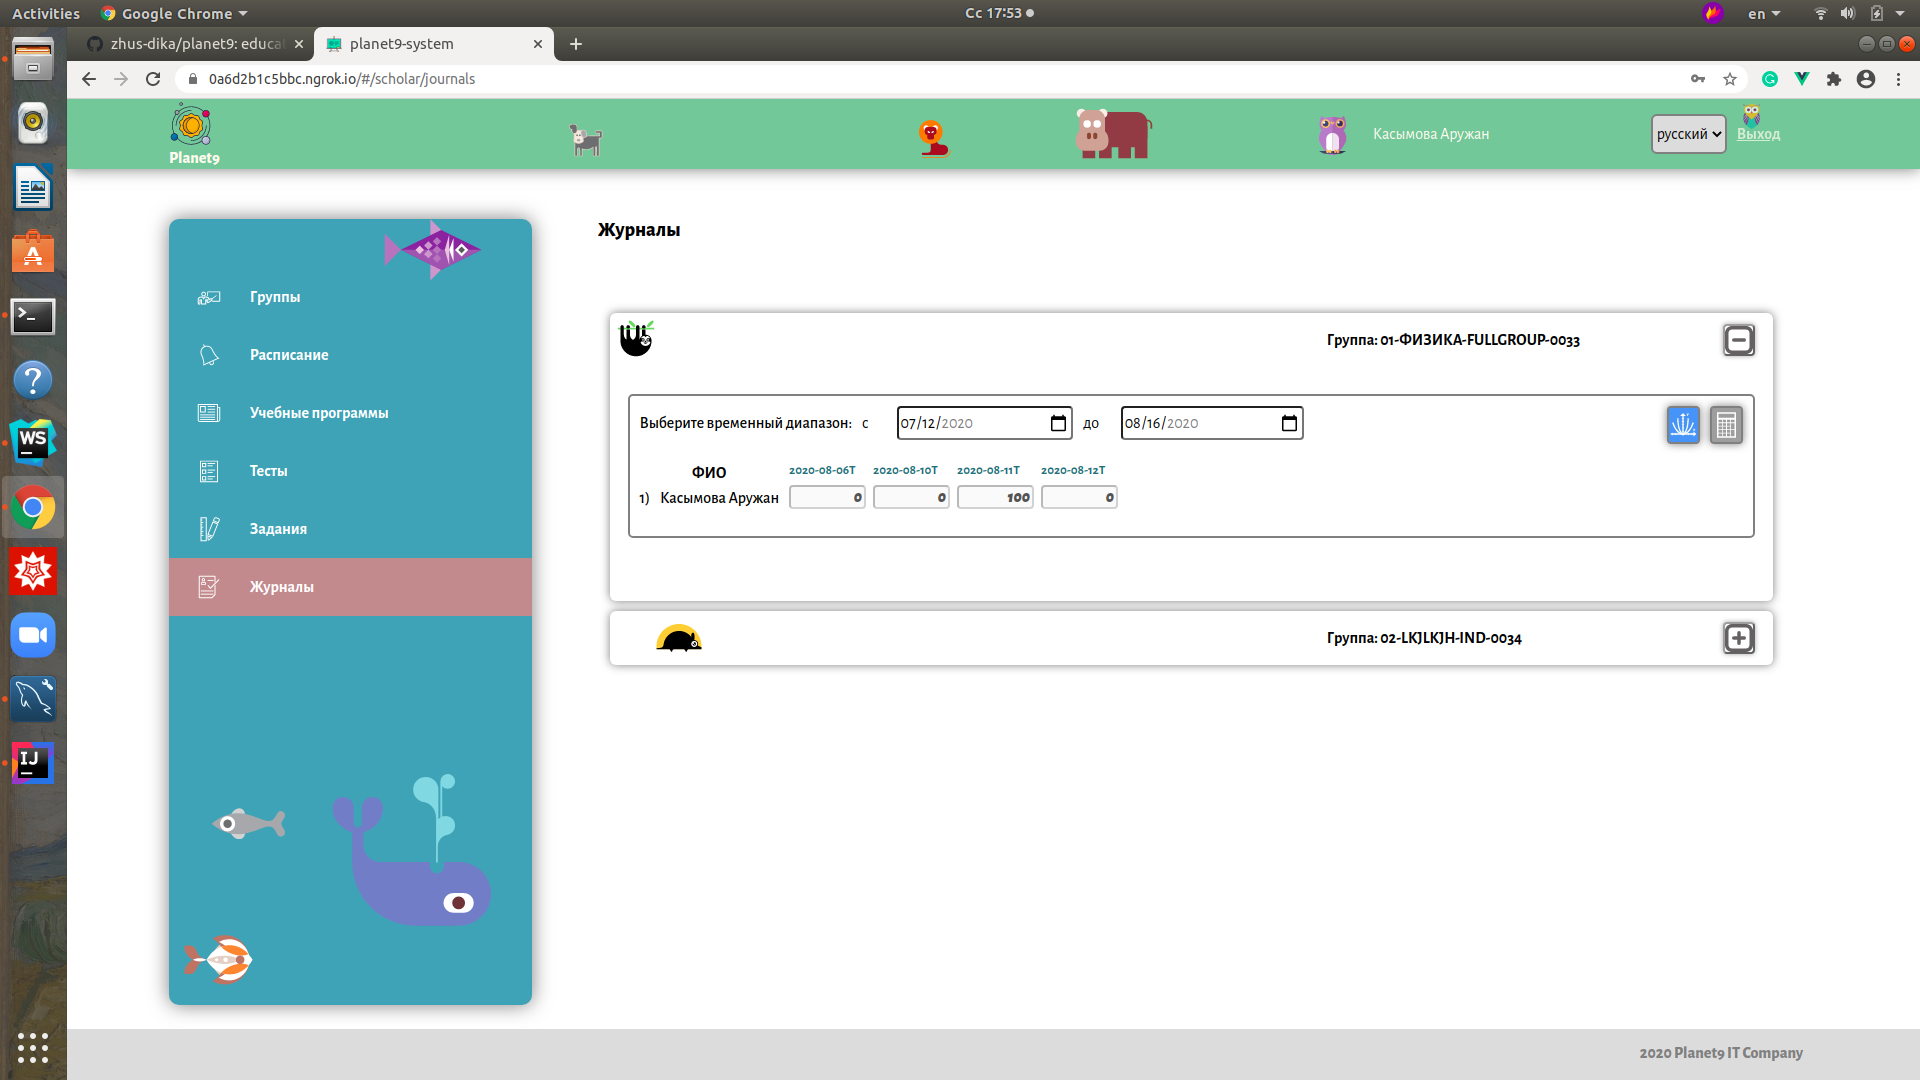 Activities
Google Chrome
Сс 17:53
en
zhus-dika/planet9: educat
planet9-system
0a6d2b1c5bbc.ngrok.io/#/scholar/journals
Planet9
Касымова Аружан
русский
Выход
Журналы
Группы
Расписание
Учебные программы
Тесты
Задания
Журналы
Группа: 01-ФИЗИКА-FULLGROUP-0033
Выберите временный диапазон: с 07/12/2020 до 08/16/2020
ФИО 2020-08-06T 2020-08-10T 2020-08-11T 2020-08-12T
1) Касымова Аружан 0 0 100 0
Группа: 02-LKJLKJH-IND-0034
WS
IJ
2020 Planet9 IT Company